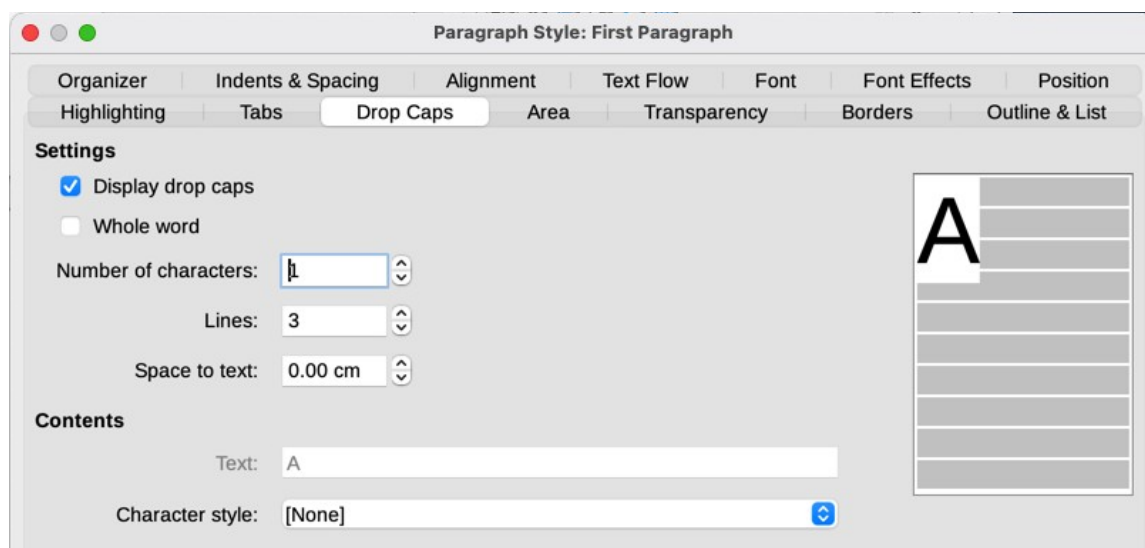 Paragraph Style: First Paragraph
Organizer Indents & Spacing Alignment Text Flow Font Font Effects Position
Highlighting Tabs Drop Caps Area Transparency Borders Outline & List
Settings
Display drop caps
Whole word
Number of characters: 1
Lines: 3
Space to text: 0.00 cm
Contents
Text: A
Character style: [None]
A